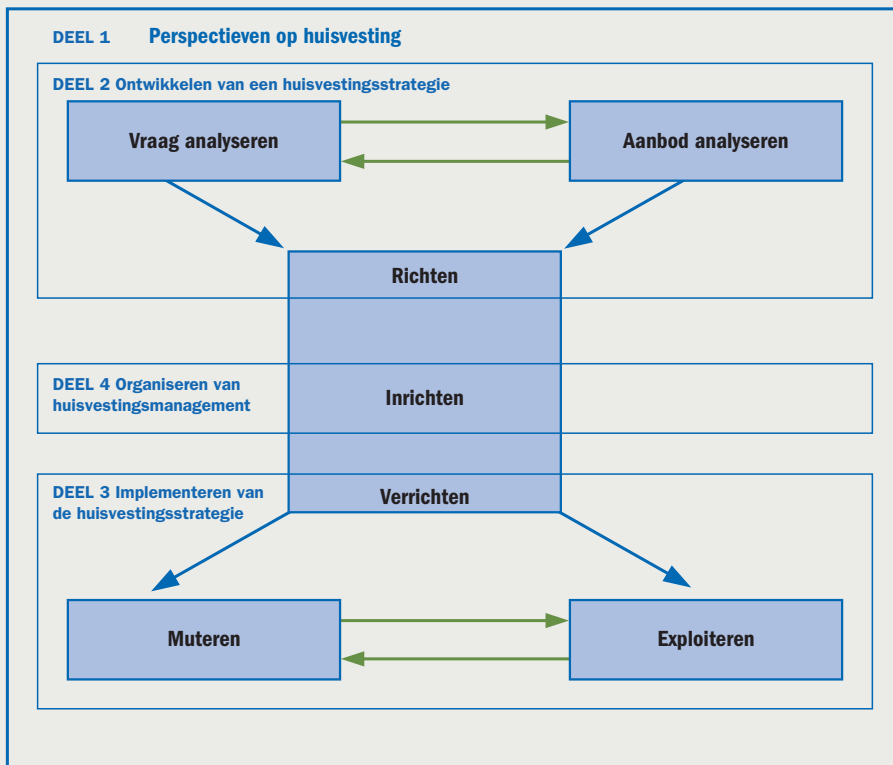 DEEL 1 Perspectieven op huisvesting
DEEL 2 Ontwikkelen van een huisvestingsstrategie
Vraag analyseren
Aanbod analyseren
Richten
DEEL 4 Organiseren van
huisvestingsmanagement
Inrichten
DEEL 3 Implementeren van
de huisvestingsstrategie
Verrichten
Muteren
Exploiteren